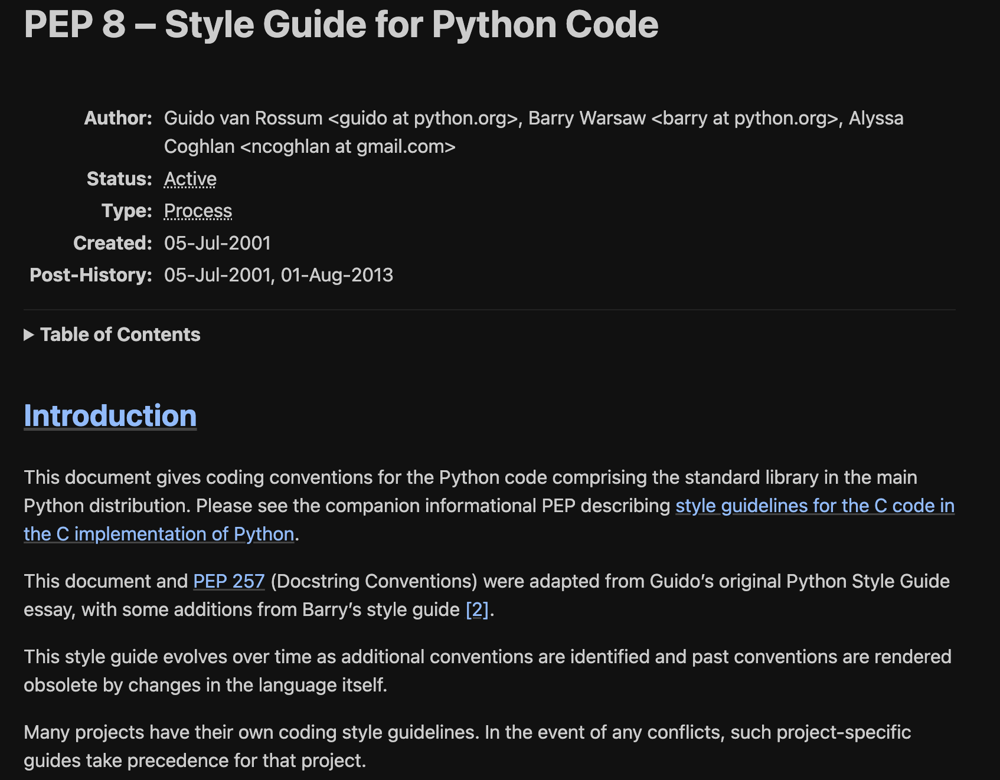 PEP 8 – Style Guide for Python Code
Author: Guido van Rossum <guido at python.org>, Barry Warsaw <barry at python.org>, Alyssa
Coghlan <ncoghlan at gmail.com>
Status: Active
Type: Process
Created: 05-Jul-2001
Post-History: 05-Jul-2001, 01-Aug-2013
Table of Contents
Introduction
This document gives coding conventions for the Python code comprising the standard library in the main
Python distribution. Please see the companion informational PEP describing style guidelines for the C code in
the C implementation of Python.
This document and PEP 257 (Docstring Conventions) were adapted from Guido’s original Python Style Guide
essay, with some additions from Barry’s style guide [2].
This style guide evolves over time as additional conventions are identified and past conventions are rendered
obsolete by changes in the language itself.
Many projects have their own coding style guidelines. In the event of any conflicts, such project-specific
guides take precedence for that project.